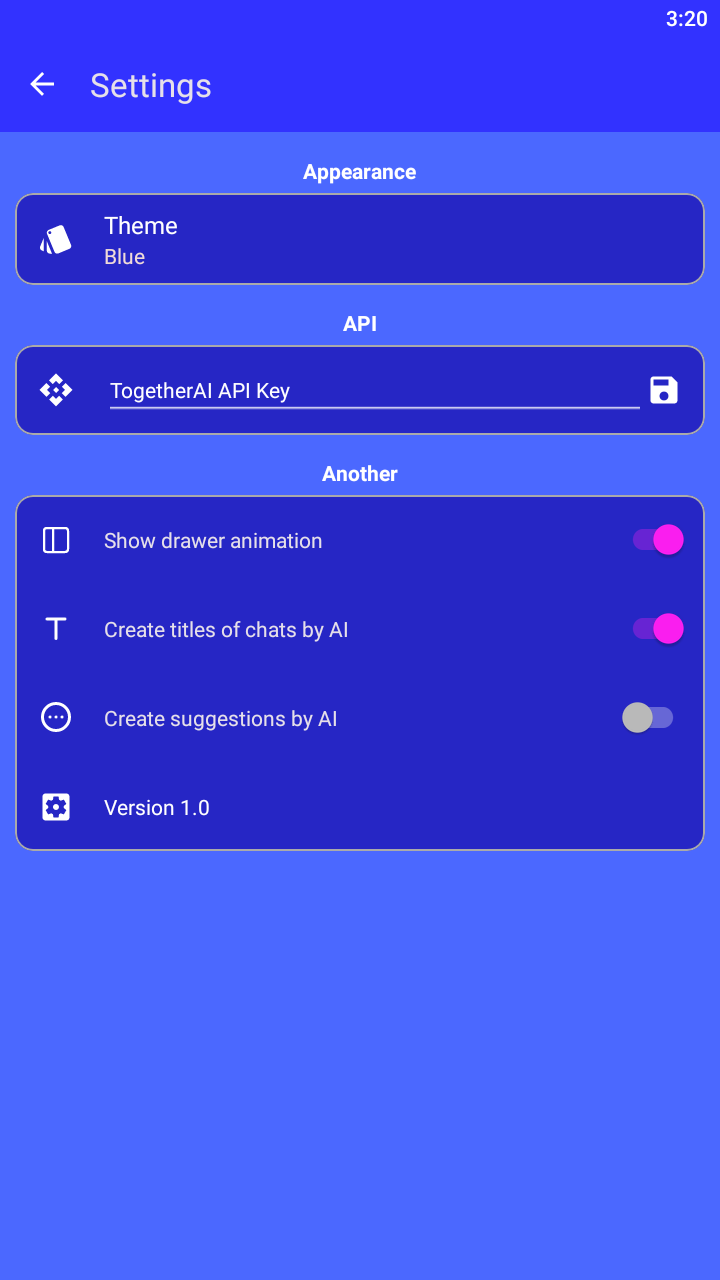 3:20
Settings
Appearance
Theme
Blue
API
TogetherAI API Key
Another
Show drawer animation
Create titles of chats by AI
Create suggestions by AI
Version 1.0